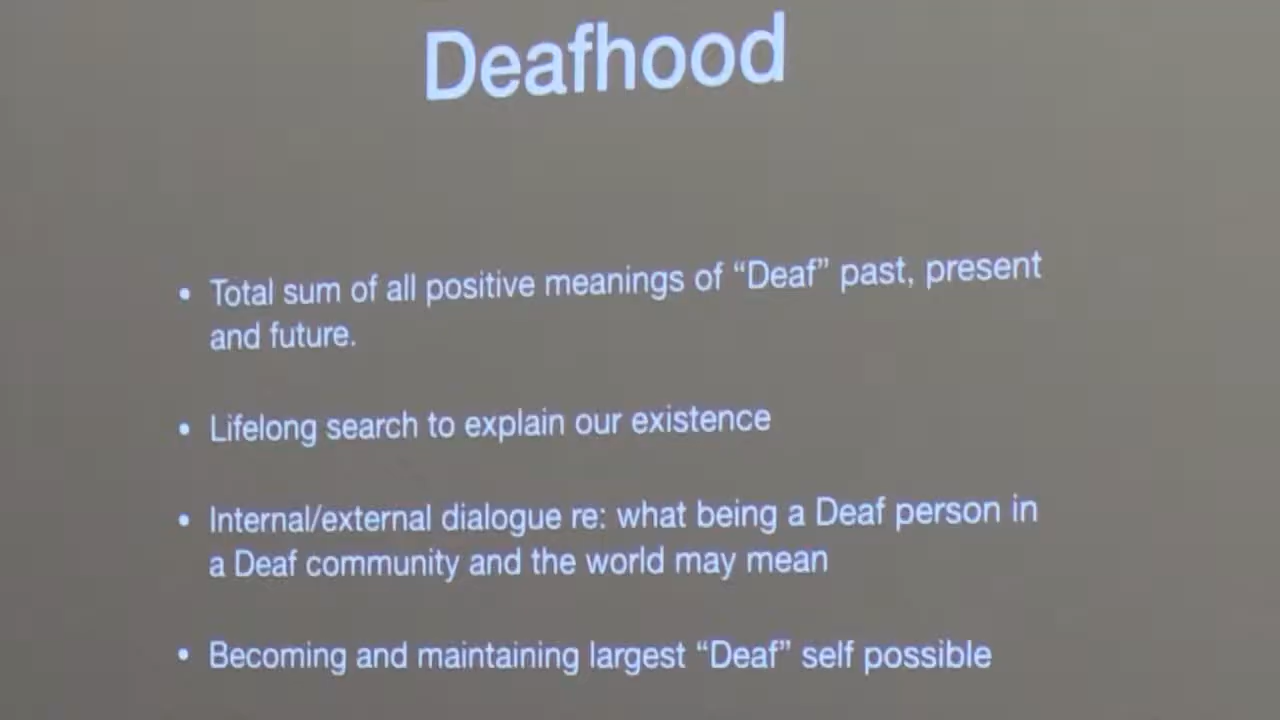 Deafhood
• Total sum of all positive meanings of “Deaf” past, present
and future.
• Lifelong search to explain our existence
• Internal/external dialogue re: what being a Deaf person in
a Deaf community and the world may mean
• Becoming and maintaining largest “Deaf” self possible